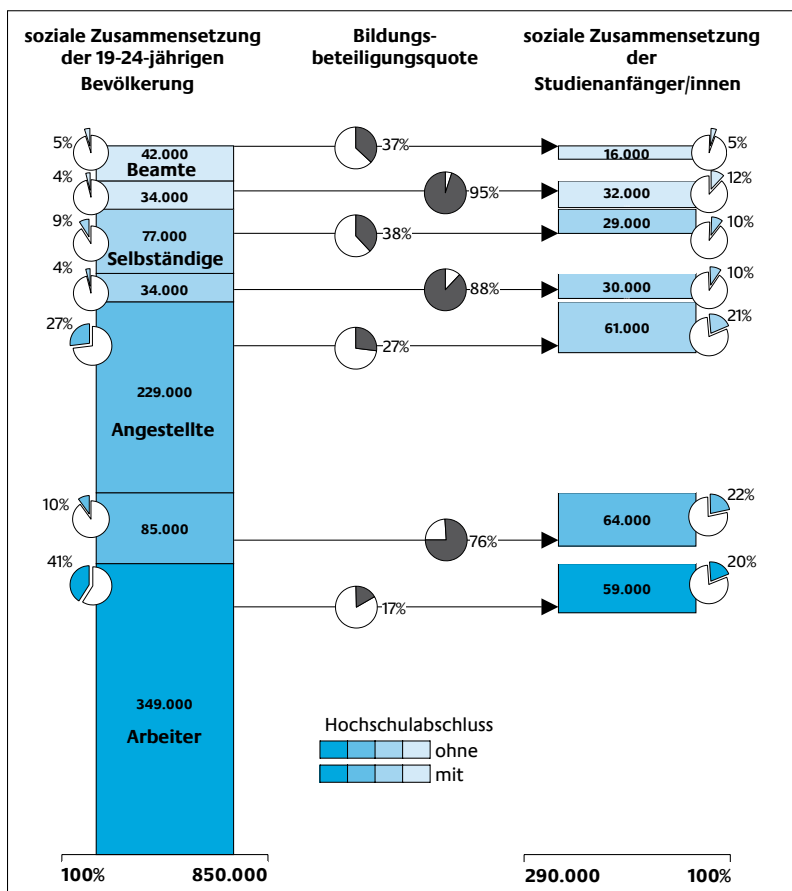 soziale Zusammensetzung
der 19-24-jährigen
Bevölkerung
Bildungs-
beteiligungsquote
soziale Zusammensetzung
der
Studienanfänger/innen
5%
42.000
Beamte
37%
16.000
5%
4%
34.000
95%
32.000
12%
9%
77.000
Selbständige
38%
29.000
10%
4%
34.000
88%
30.000
10%
27%
229.000
Angestellte
27%
61.000
21%
10%
85.000
76%
64.000
22%
41%
349.000
Arbeiter
17%
59.000
20%
Hochschulabschluss
ohne
mit
100% 850.000
290.000 100%